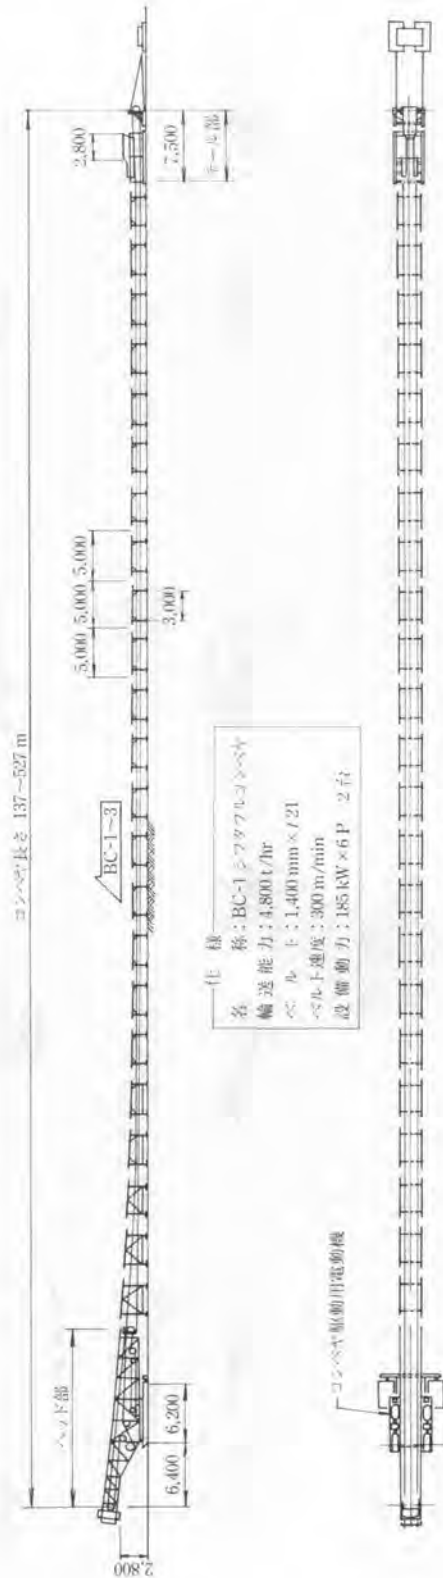 コンベヤ長さ 137~527 m
ヘッド部
BC-1~3
5,000 5,000 5,000
3,000
2,800
7,500
テール部
2,800
6,400
6,200
仕 様
名 称:BC-1シフタブルコンベヤ
輸送能力:4,800 t/hr
ベ ル ト:1,400 mm × l 21
ベルト速度:300 m/min
設備動力:185 kW × 6 P 2 台
コンベヤ駆動用電動機